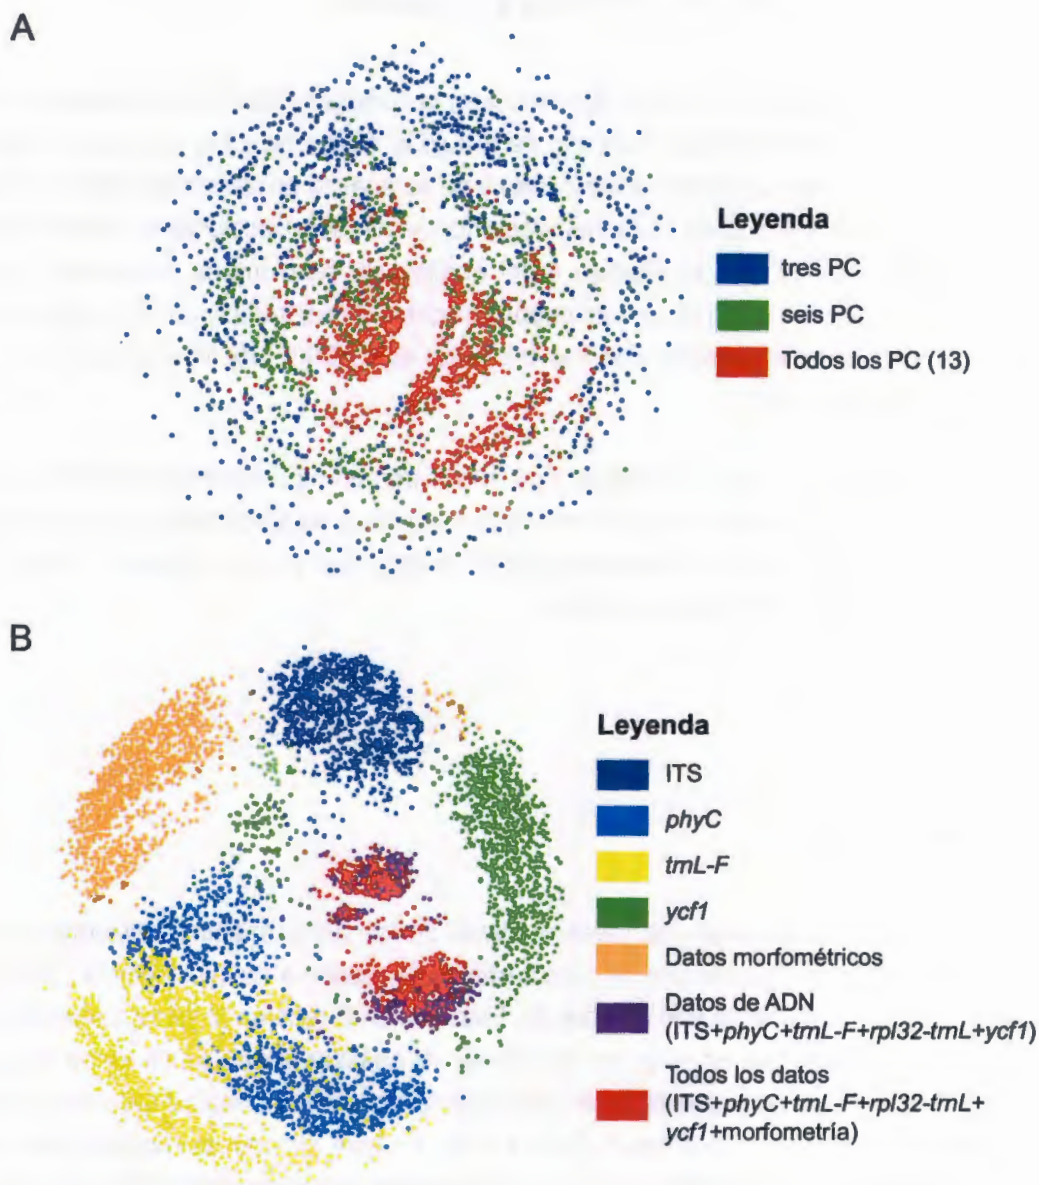 A
Leyenda
tres PC
seis PC
Todos los PC (13)
B
Leyenda
ITS
phyC
trnL-F
ycf1
Datos morfométricos
Datos de ADN
(ITS+phyC+trnL-F+rpl32-trnL+ycf1)
Todos los datos
(ITS+phyC+trnL-F+rpl32-trnL+
ycf1+morfometría)